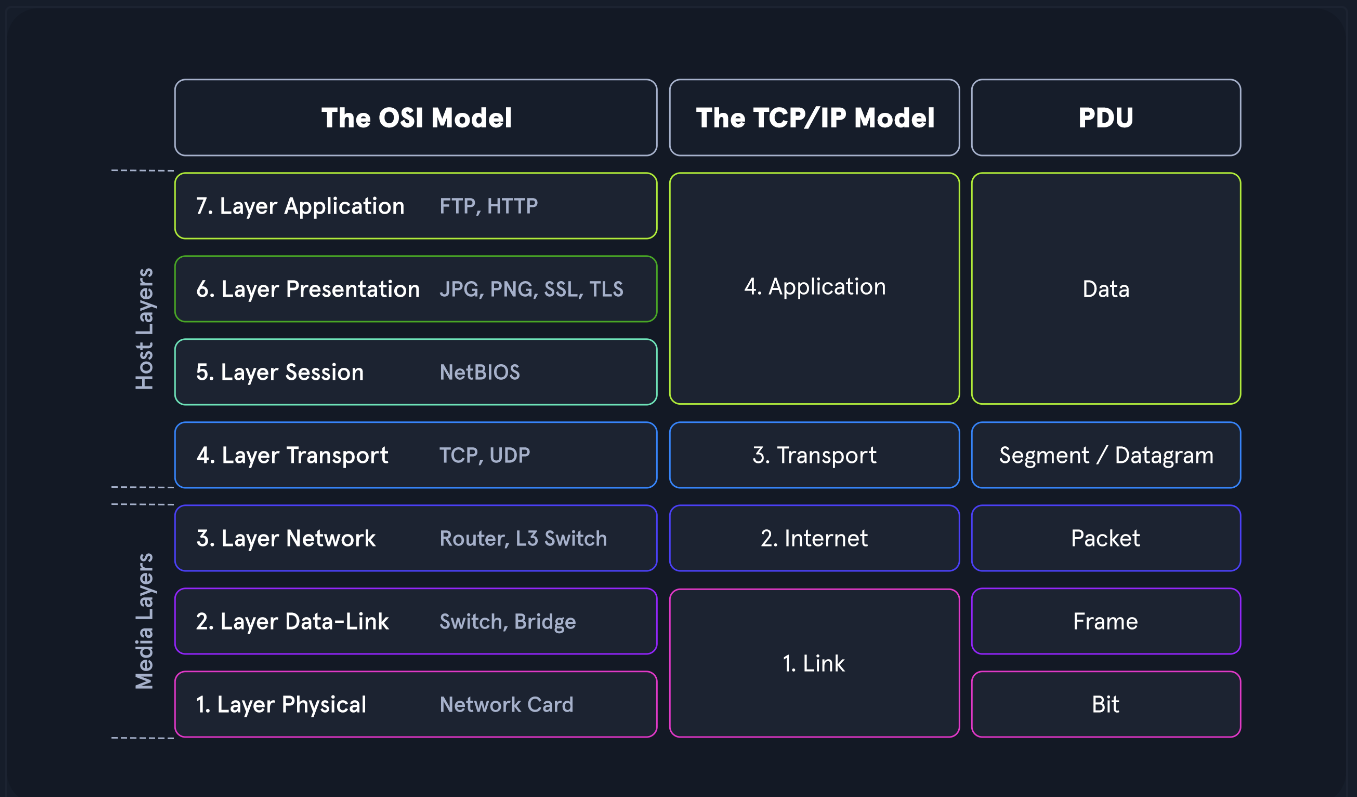 The OSI Model
The TCP/IP Model
PDU
Host Layers
7. Layer Application FTP, HTTP
6. Layer Presentation JPG, PNG, SSL, TLS
5. Layer Session NetBIOS
4. Application
Data
4. Layer Transport TCP, UDP
3. Transport
Segment / Datagram
Media Layers
3. Layer Network Router, L3 Switch
2. Internet
Packet
2. Layer Data-Link Switch, Bridge
Frame
1. Layer Physical Network Card
1. Link
Bit